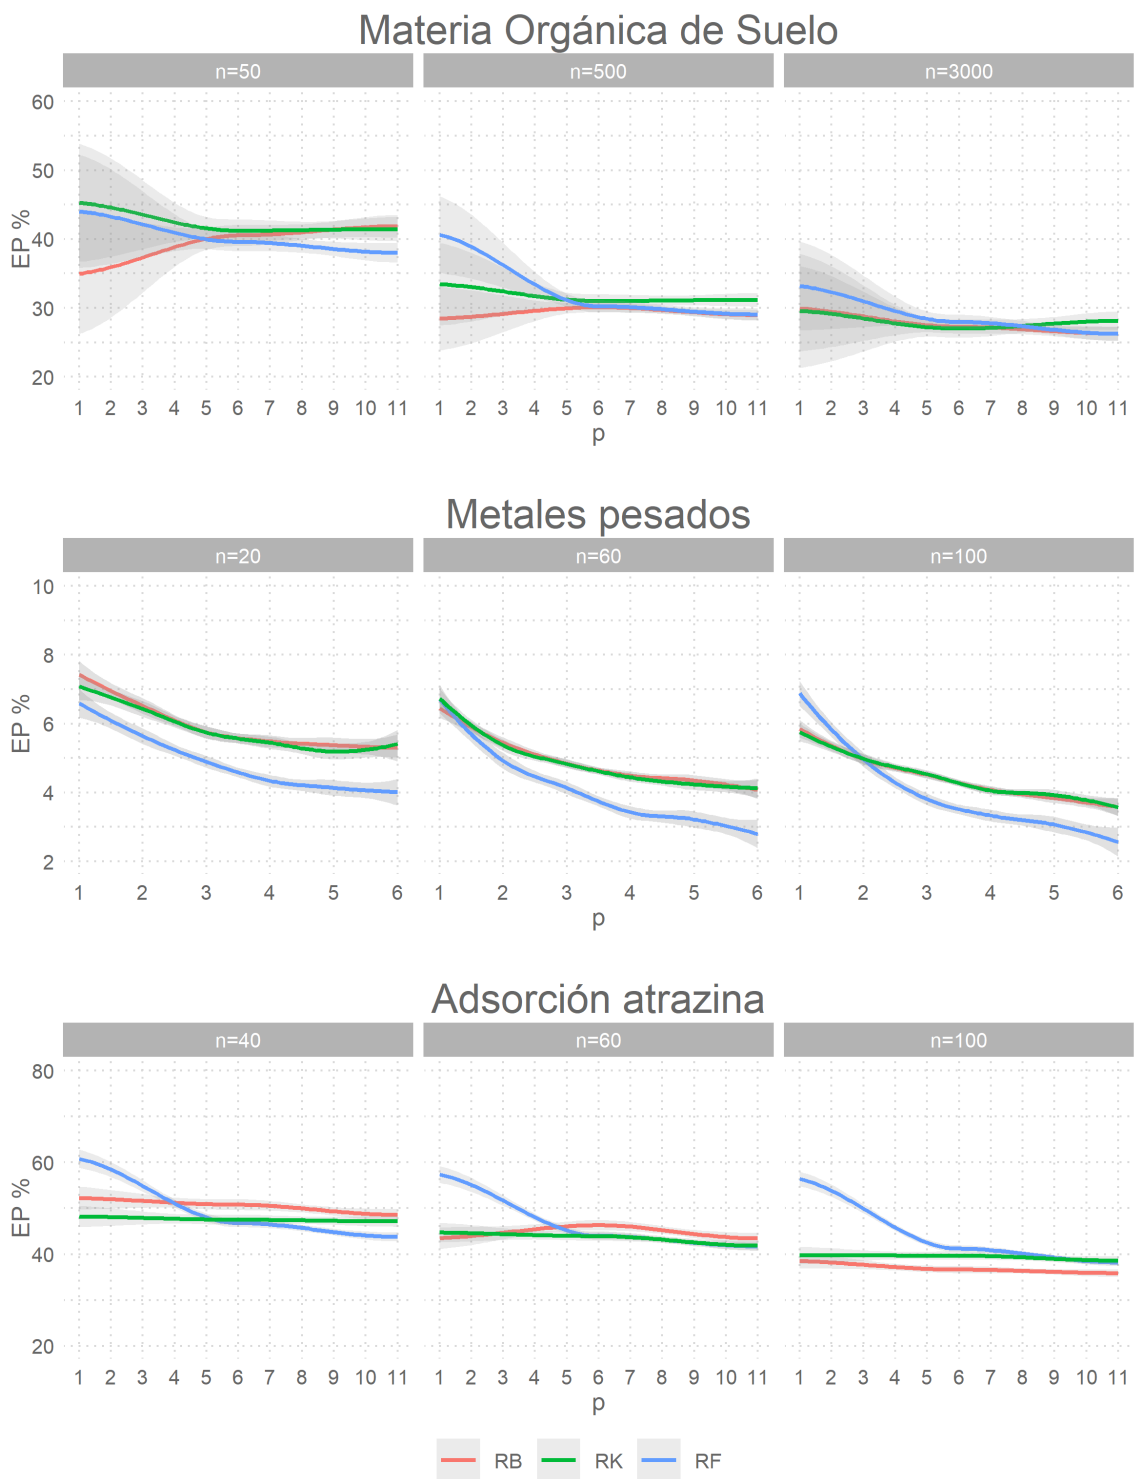 Materia Orgánica de Suelo
n=50 n=500 n=3000
60
50
40
30
20
EP %
1 2 3 4 5 6 7 8 9 10 11 1 2 3 4 5 6 7 8 9 10 11 1 2 3 4 5 6 7 8 9 10 11
p
Metales pesados
n=20 n=60 n=100
10
8
6
4
2
EP %
1 2 3 4 5 6 1 2 3 4 5 6 1 2 3 4 5 6
p
Adsorción atrazina
n=40 n=60 n=100
80
60
40
20
EP %
1 2 3 4 5 6 7 8 9 10 11 1 2 3 4 5 6 7 8 9 10 11 1 2 3 4 5 6 7 8 9 10 11
p
RB RK RF